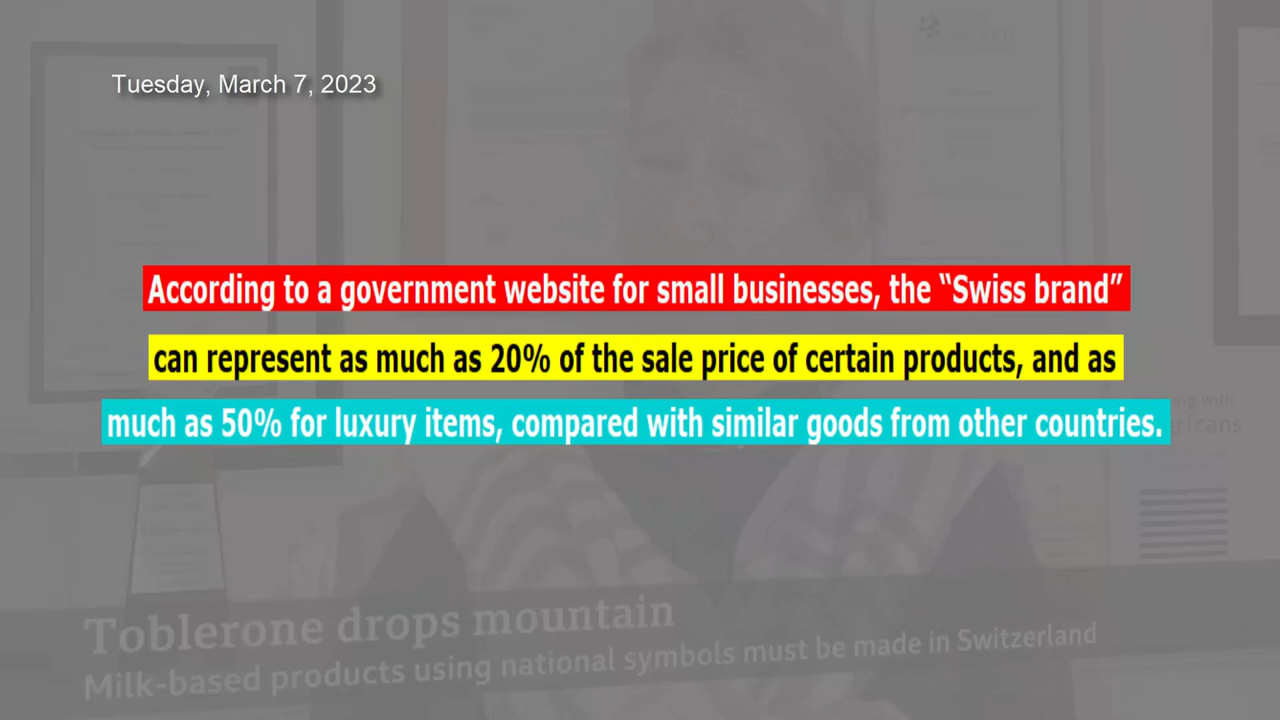 Tuesday, March 7, 2023
According to a government website for small businesses, the “Swiss brand”
can represent as much as 20% of the sale price of certain products, and as
much as 50% for luxury items, compared with similar goods from other countries.
Toblerone drops mountain
Milk-based products using national symbols must be made in Switzerland